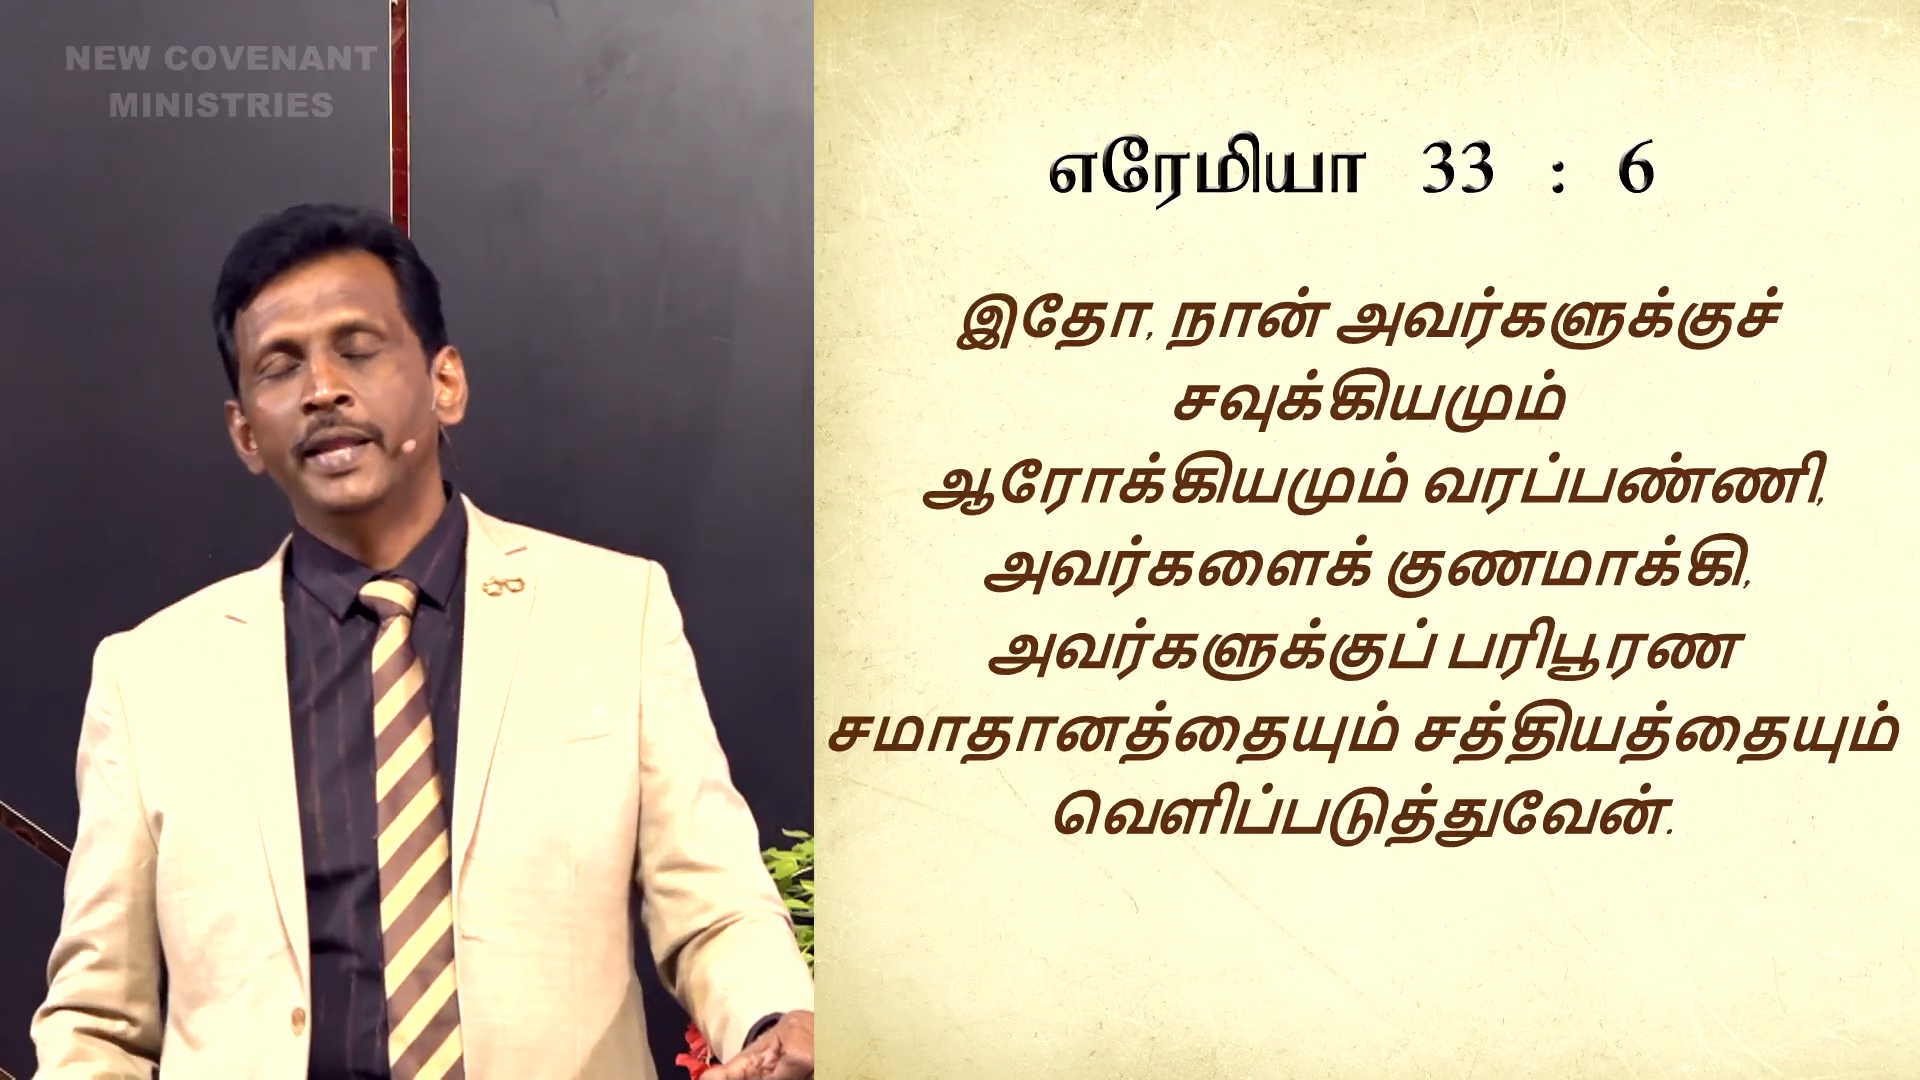 NEW COVENANT
MINISTRIES
எரேமியா 33 : 6
இதோ, நான் அவர்களுக்குச்
சவுக்கியமும்
ஆரோக்கியமும் வரப்பண்ணி,
அவர்களைக் குணமாக்கி,
அவர்களுக்குப் பரிபூரண
சமாதானத்தையும் சத்தியத்தையும்
வெளிப்படுத்துவேன்.